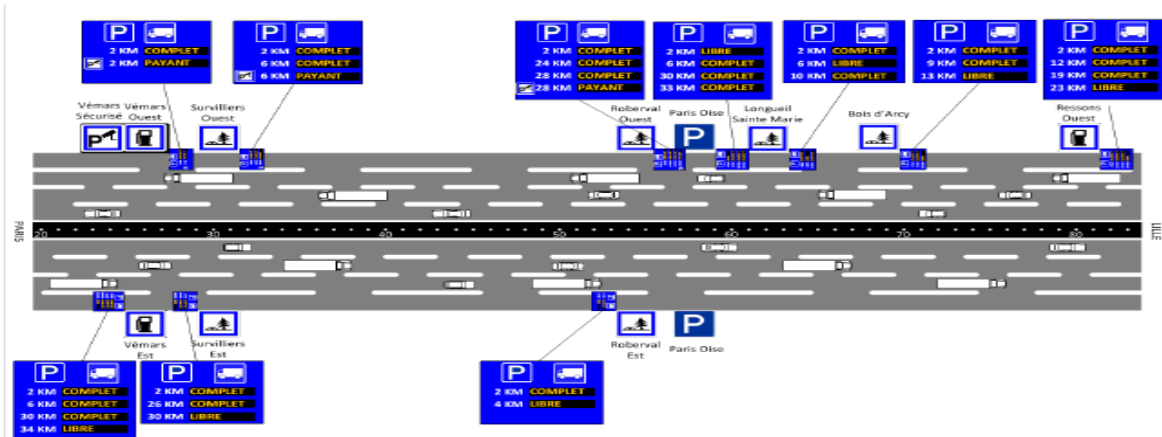 P
2 KM COMPLET
2 KM PAYANT
P
2 KM COMPLET
6 KM COMPLET
6 KM PAYANT
P
2 KM COMPLET
24 KM COMPLET
28 KM COMPLET
28 KM PAYANT
P
2 KM LIBRE
6 KM COMPLET
30 KM COMPLET
33 KM COMPLET
P
2 KM COMPLET
6 KM LIBRE
10 KM COMPLET
P
2 KM COMPLET
9 KM COMPLET
13 KM LIBRE
P
2 KM COMPLET
12 KM COMPLET
19 KM COMPLET
23 KM LIBRE
Vémars
Sécurisé
P
Vémars
Ouest
Survilliers
Ouest
Roberval
Ouest
Paris Oise
P
Longueil
Sainte Marie
Bois d'Arcy
Ressons
Ouest
PARIS
20 30 40 50 60 70 80
LILLE
Vémars
Est
Survilliers
Est
Roberval
Est
P
Paris Oise
P
2 KM COMPLET
6 KM COMPLET
30 KM COMPLET
34 KM LIBRE
P
2 KM COMPLET
26 KM COMPLET
30 KM LIBRE
P
2 KM COMPLET
4 KM LIBRE